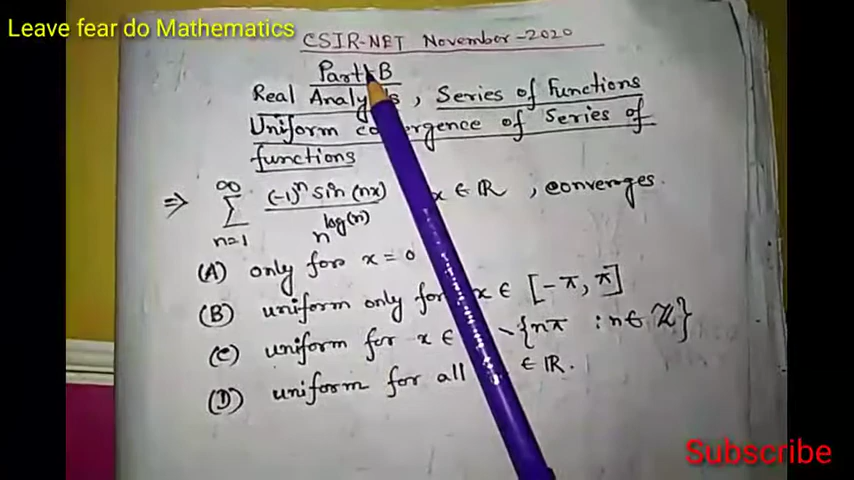 Leave fear do Mathematics
CSIR-NET November-2020
Part-B
Real Analysis, Series of Functions
Uniform convergence of Series of
functions
⇒ ∑_{n=1}^{∞} (-1)^n sin(nx) / n^{log(n)} x ∈ ℝ, converges
(A) only for x = 0
(B) uniform only for x ∈ [-π, π]
(C) uniform for x ∈ \ {nπ : n ∈ ℤ}
(D) uniform for all ∈ ℝ.
Subscribe